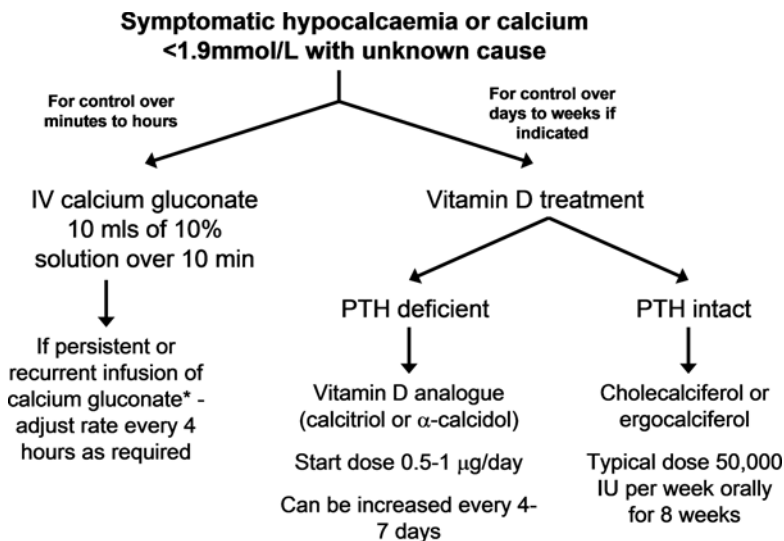 Symptomatic hypocalcaemia or calcium
<1.9mmol/L with unknown cause
For control over
minutes to hours
For control over
days to weeks if
indicated
IV calcium gluconate
10 mls of 10%
solution over 10 min
Vitamin D treatment
If persistent or
recurrent infusion of
calcium gluconate* -
adjust rate every 4
hours as required
PTH deficient
PTH intact
Vitamin D analogue
(calcitriol or α-calcidol)
Start dose 0.5-1 μg/day
Can be increased every 4-
7 days
Cholecalciferol or
ergocalciferol
Typical dose 50,000
IU per week orally
for 8 weeks